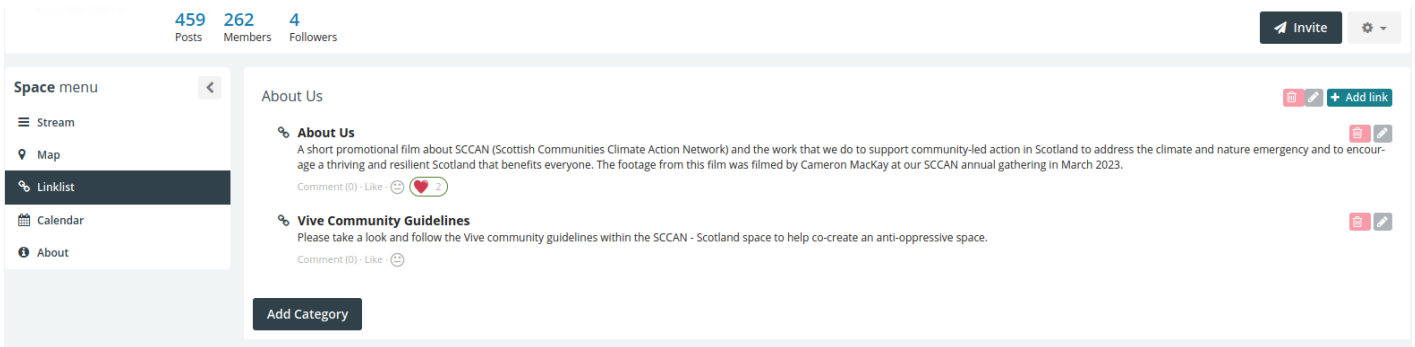 459 262 4
Posts Members Followers
Invite
Space menu
Stream
Map
Linklist
Calendar
About
About Us
+ Add link
About Us
A short promotional film about SCCAN (Scottish Communities Climate Action Network) and the work that we do to support community-led action in Scotland to address the climate and nature emergency and to encour-
age a thriving and resilient Scotland that benefits everyone. The footage from this film was filmed by Cameron MacKay at our SCCAN annual gathering in March 2023.
Comment (0) · Like · 2
Vive Community Guidelines
Please take a look and follow the Vive community guidelines within the SCCAN - Scotland space to help co-create an anti-oppressive space.
Comment (0) · Like ·
Add Category